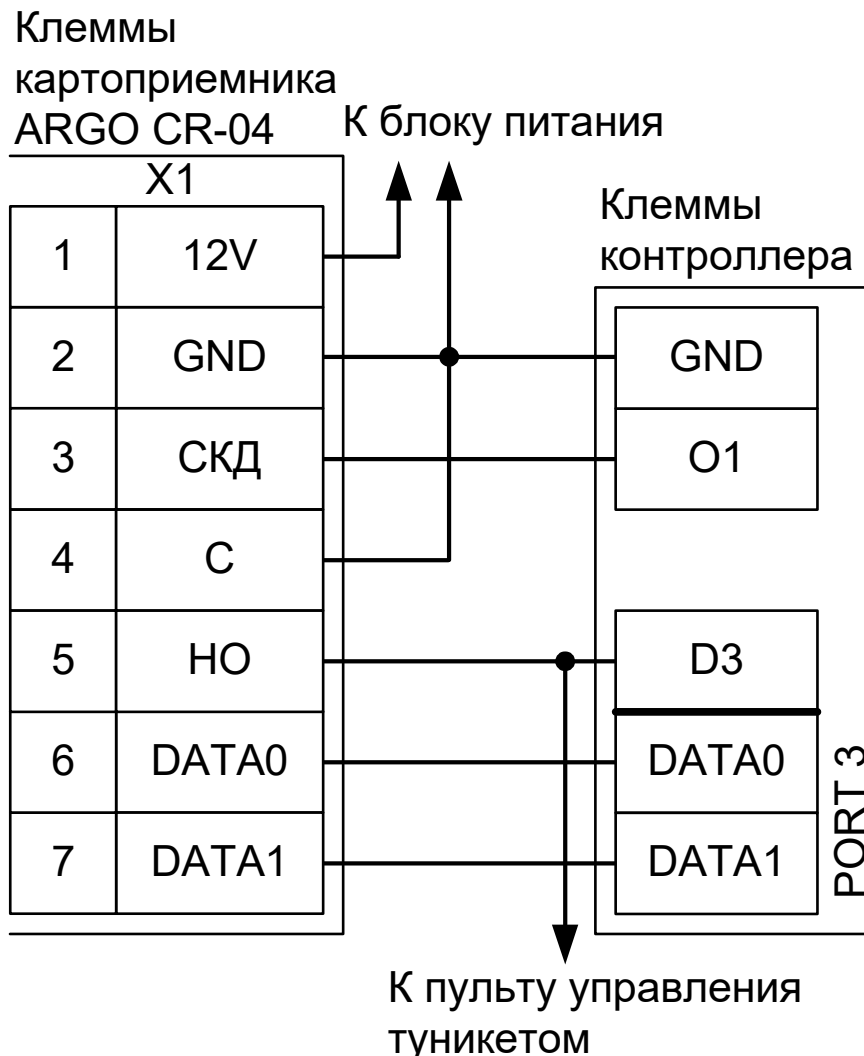 Клеммы
картоприемника
ARGO CR-04
К блоку питания
X1
Клеммы
контроллера
1 12V
2 GND GND
3 СКД O1
4 C
5 НО D3
6 DATA0 DATA0
7 DATA1 DATA1
PORT 3
К пульту управления
туникетом